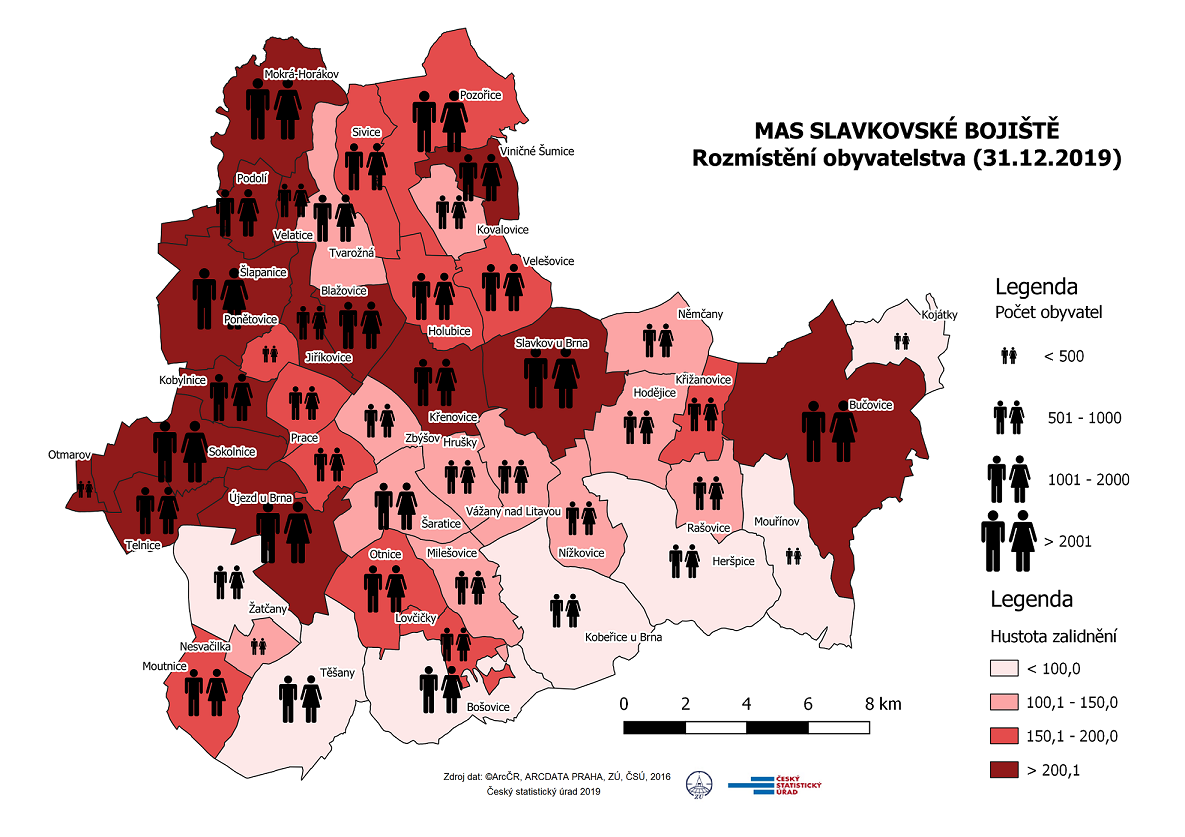 MAS SLAVKOVSKÉ BOJIŠTĚ
Rozmístění obyvatelstva (31.12.2019)
Mokrá-Horákov
Pozořice
Sivice
Viničné Šumice
Podolí
Velatice
Kovalovice
Tvarožná
Velešovice
Šlapanice
Blažovice
Ponětovice
Holubice
Němčany
Kojátky
Slavkov u Brna
Jiříkovice
Kobylnice
Křižanovice
Hodějice
Bučovice
Křenovice
Prace
Zbýšov
Hrušky
Otmarov
Sokolnice
Újezd u Brna
Vážany nad Litavou
Šaratice
Rašovice
Mouřínov
Telnice
Otnice
Milešovice
Nížkovice
Heršpice
Žatčany
Lovčičky
Kobeřice u Brna
Nesvačilka
Moutnice
Těšany
Bošovice
Legenda
Počet obyvatel
< 500
501 - 1000
1001 - 2000
> 2001
Legenda
Hustota zalidnění
< 100,0
100,1 - 150,0
150,1 - 200,0
> 200,1
0 2 4 6 8 km
Zdroj dat: ©ArcČR, ARCDATA PRAHA, ZÚ, ČSÚ, 2016
Český statistický úrad 2019
ZÚ
ČESKÝ
STATISTICKÝ
ÚŘAD